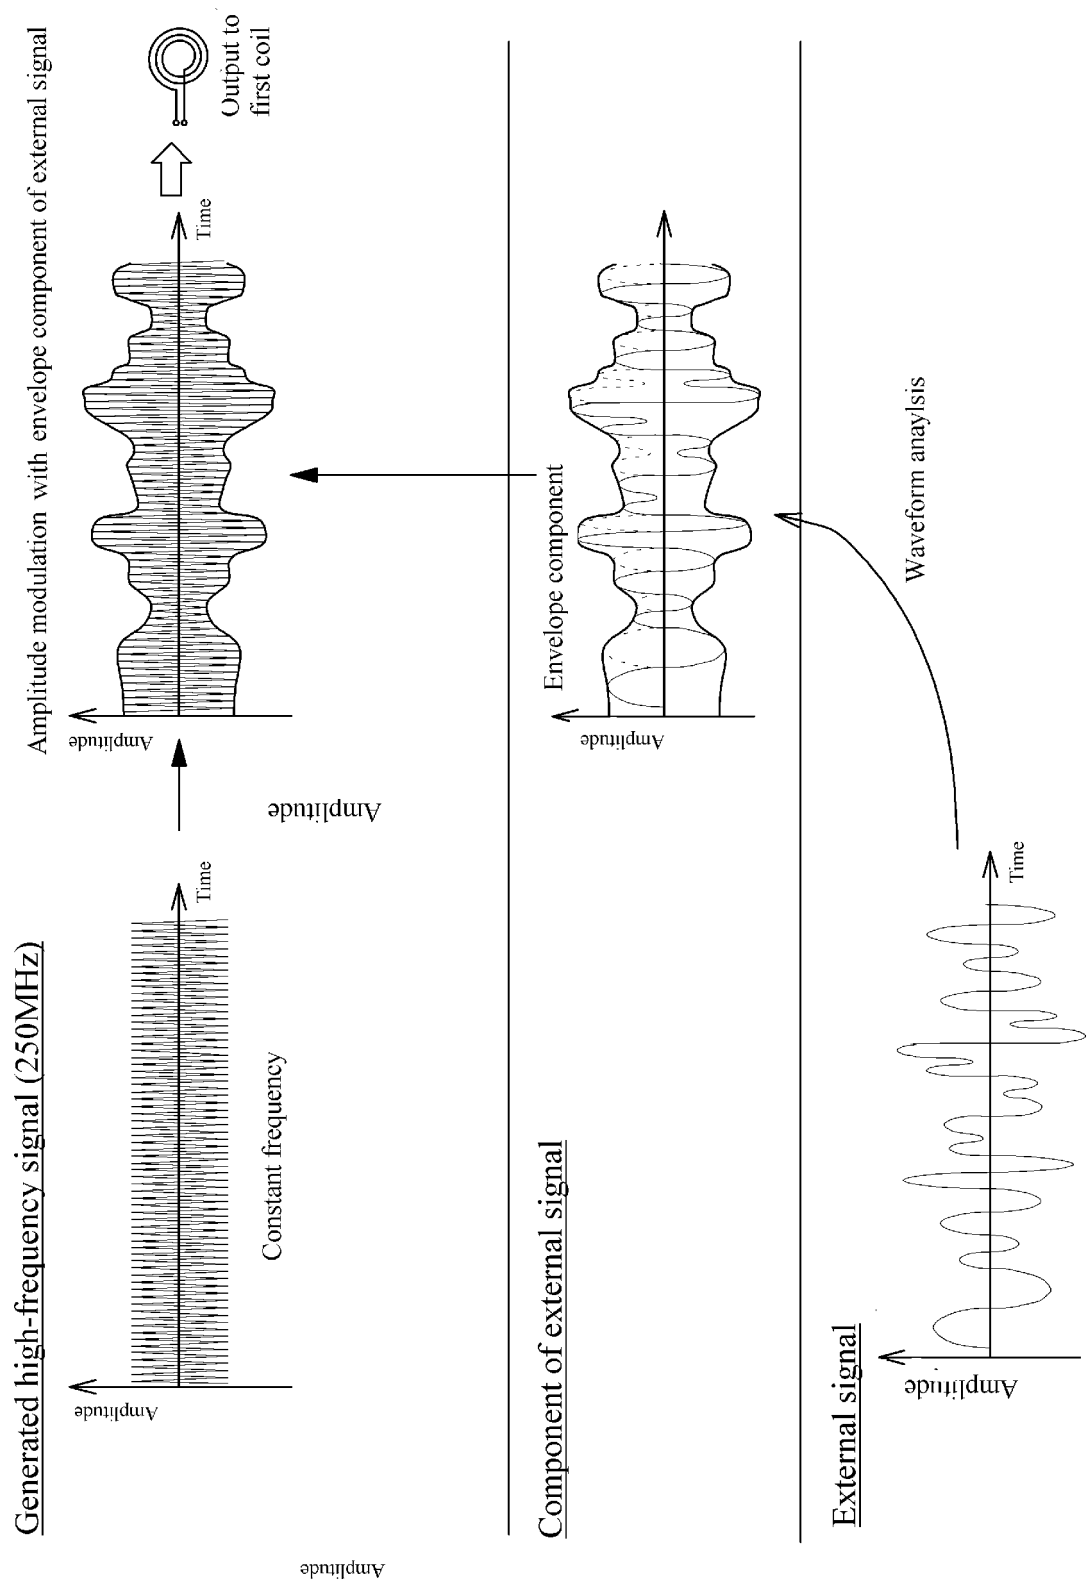 Generated high-frequency signal (250MHz)
Amplitude
Time
Constant frequency
Amplitude
Amplitude
Amplitude modulation with envelope component of external signal
Amplitude
Time
Output to
first coil
Component of external signal
Envelope component
Amplitude
External signal
Amplitude
Time
Waveform anaylsis